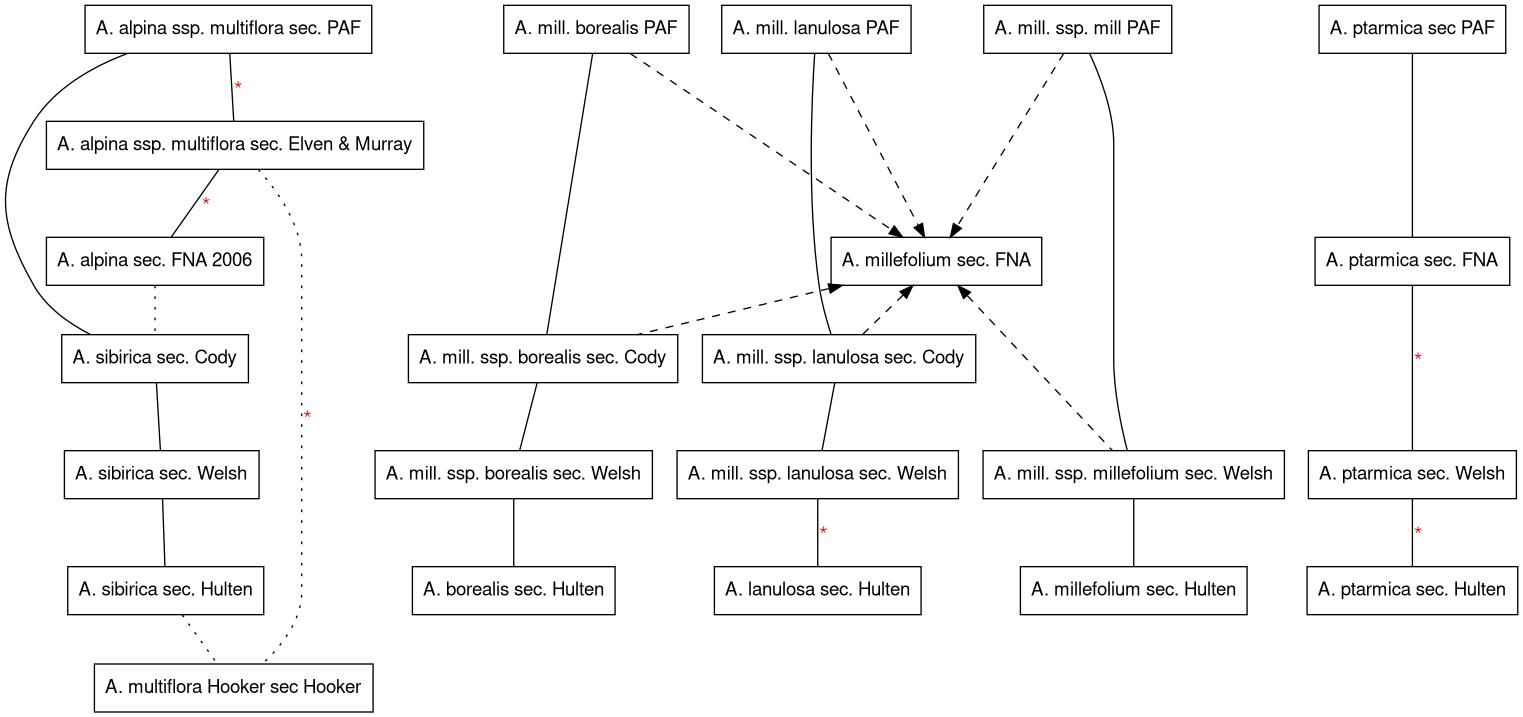 A. alpina ssp. multiflora sec. PAF
A. mill. borealis PAF
A. mill. lanulosa PAF
A. mill. ssp. mill PAF
A. ptarmica sec PAF
*
A. alpina ssp. multiflora sec. Elven & Murray
*
A. alpina sec. FNA 2006
A. millefolium sec. FNA
A. ptarmica sec. FNA
A. sibirica sec. Cody
A. mill. ssp. borealis sec. Cody
A. mill. ssp. lanulosa sec. Cody
*
*
A. sibirica sec. Welsh
A. mill. ssp. borealis sec. Welsh
A. mill. ssp. lanulosa sec. Welsh
A. mill. ssp. millefolium sec. Welsh
A. ptarmica sec. Welsh
*
*
A. sibirica sec. Hulten
A. borealis sec. Hulten
A. lanulosa sec. Hulten
A. millefolium sec. Hulten
A. ptarmica sec. Hulten
A. multiflora Hooker sec Hooker